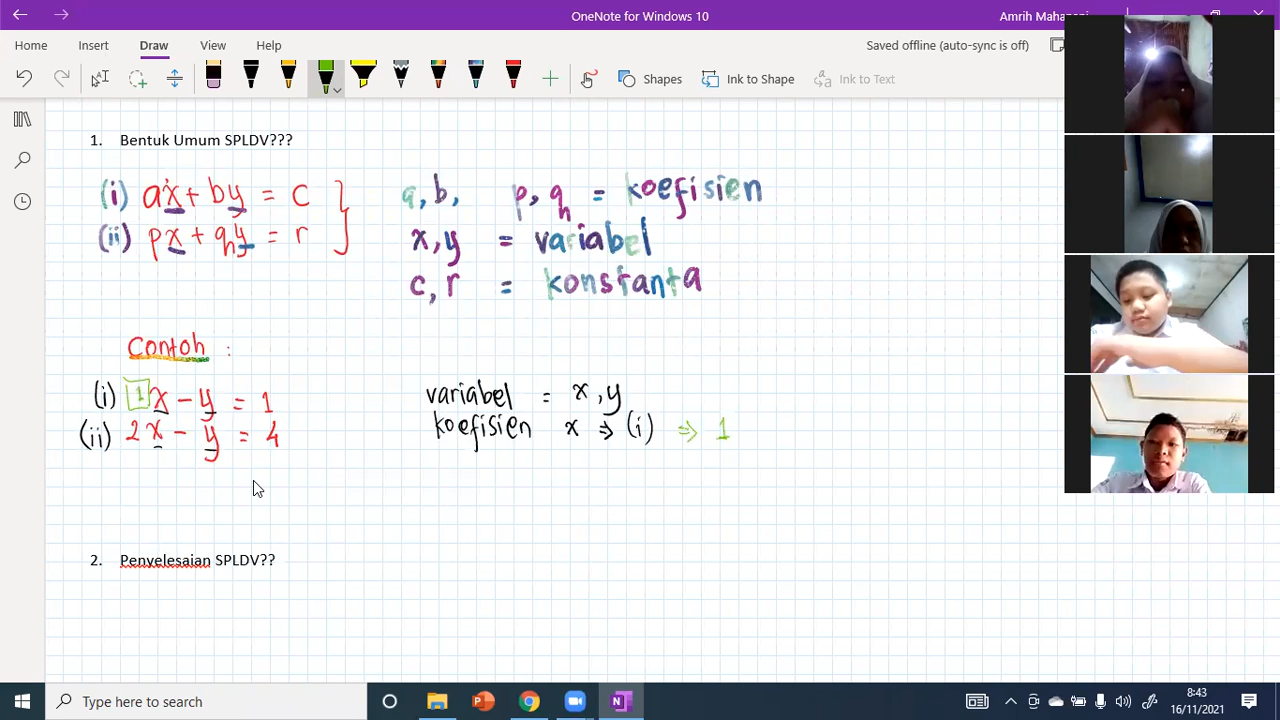 OneNote for Windows 10
Home Insert Draw View Help
Saved offline (auto-sync is off)
Shapes Ink to Shape Ink to Text
1. Bentuk Umum SPLDV???
(i) ax + by = c
(ii) px + qy = r
a, b, p, q = koefisien
x, y = variabel
c, r = konstanta
Contoh :
(i) 1x - y = 1
(ii) 2x - y = 4
variabel = x, y
koefisien x ⇒ (i) ⇒ 1
2. Penyelesaian SPLDV??
Type here to search
8:43
16/11/2021